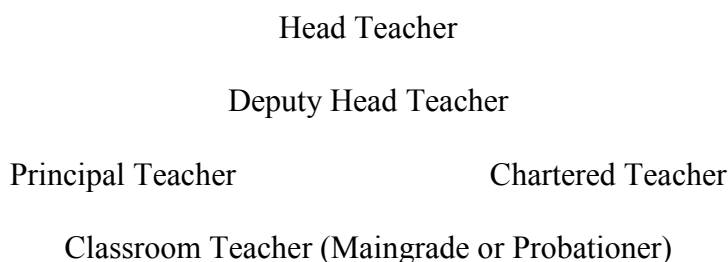 Head Teacher
Deputy Head Teacher
Principal Teacher Chartered Teacher
Classroom Teacher (Maingrade or Probationer)